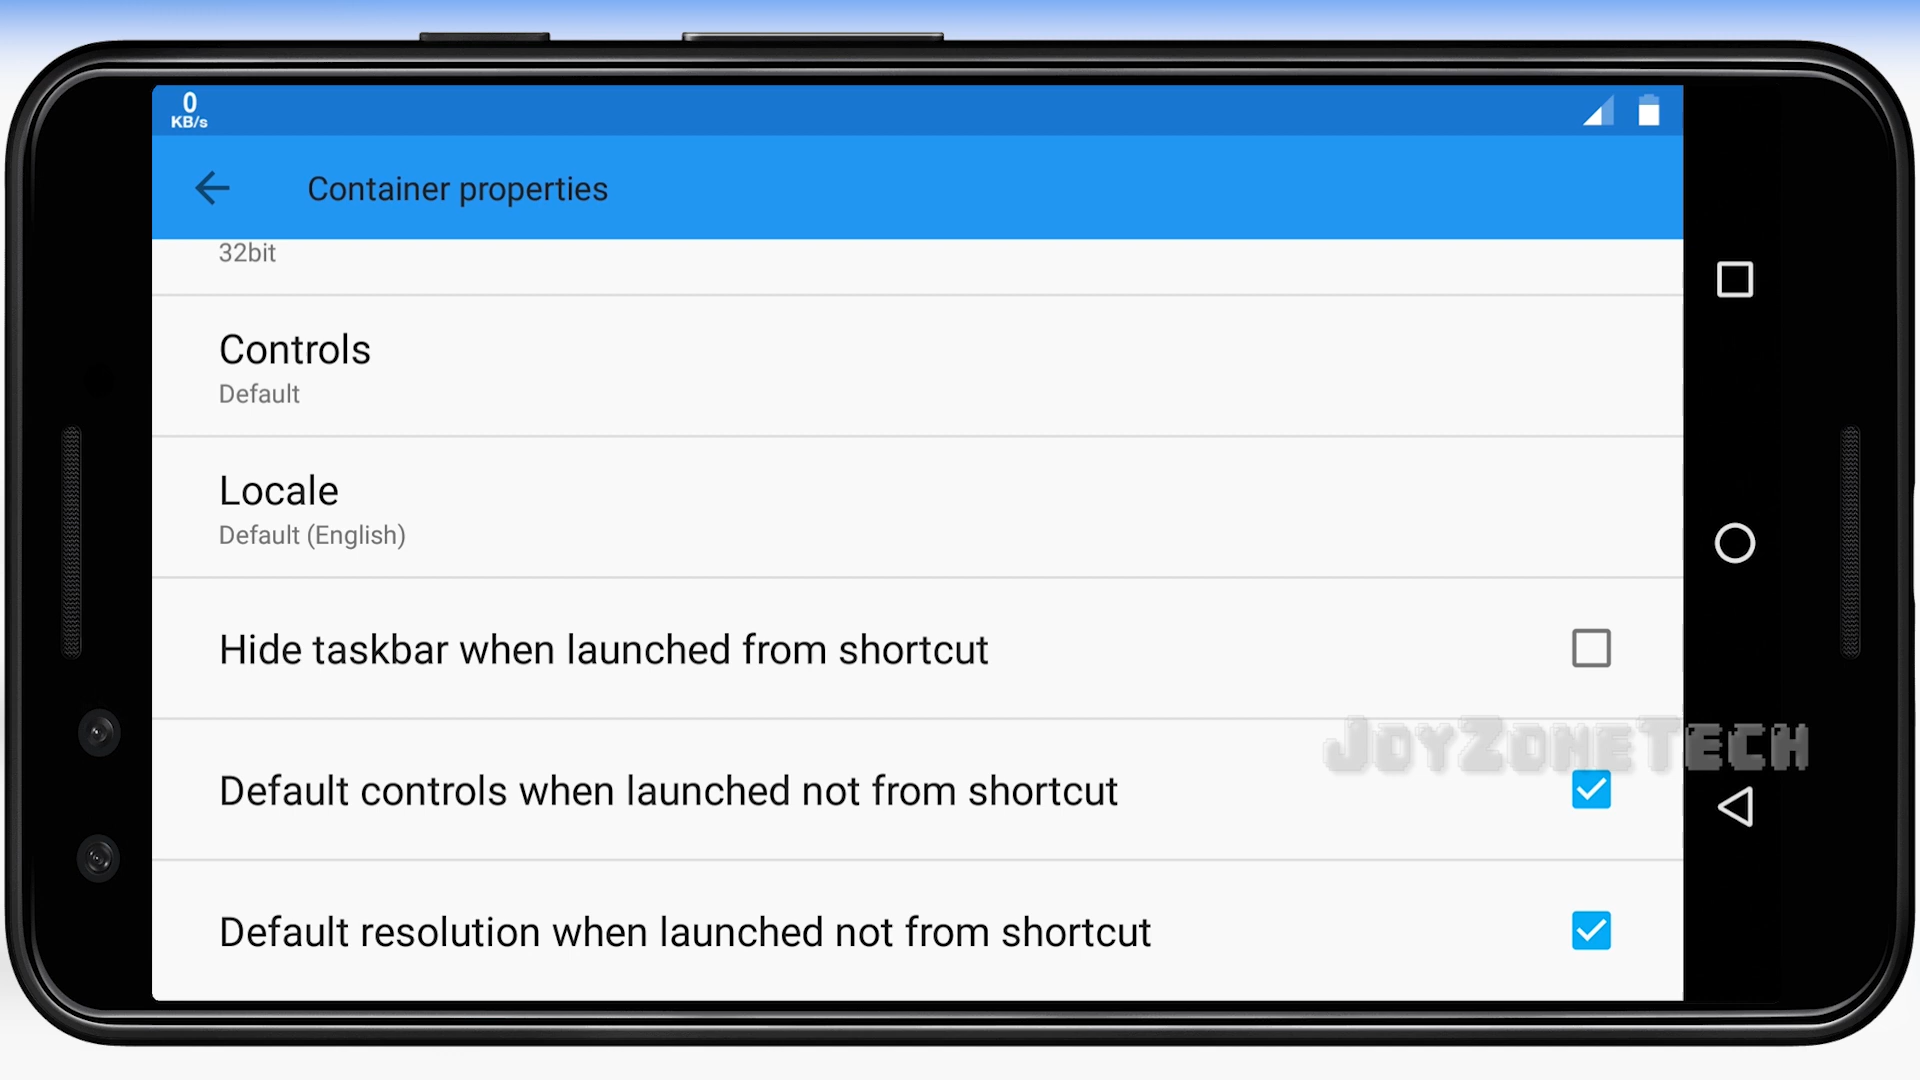 0
KB/s
Container properties
32bit
Controls
Default
Locale
Default (English)
Hide taskbar when launched from shortcut
JoyZoneTech
Default controls when launched not from shortcut
Default resolution when launched not from shortcut